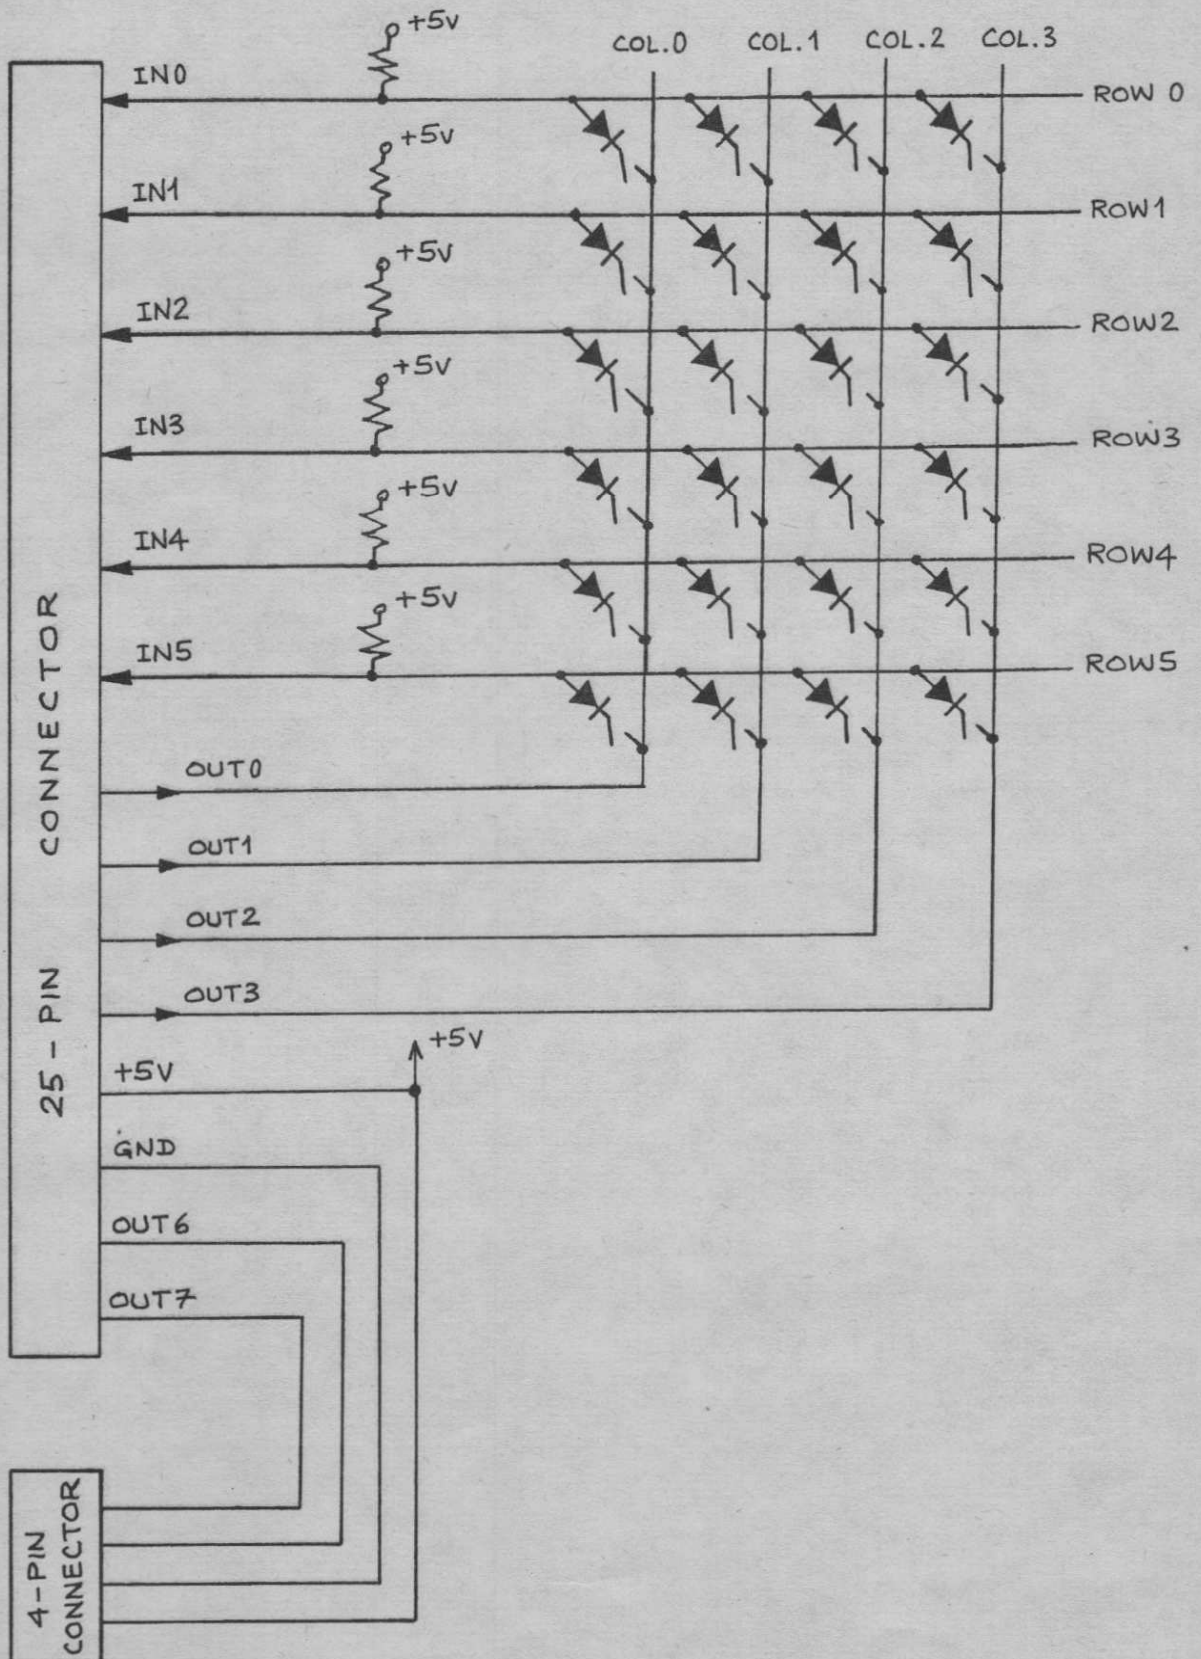 +5v
COL.0 COL.1 COL.2 COL.3
IN0
ROW 0
+5v
IN1
ROW1
+5v
IN2
ROW2
+5v
IN3
ROW3
+5v
IN4
ROW4
+5v
IN5
ROW5
OUT0
OUT1
OUT2
OUT3
+5v
+5V
GND
OUT6
OUT7
25-PIN CONNECTOR
4-PIN
CONNECTOR